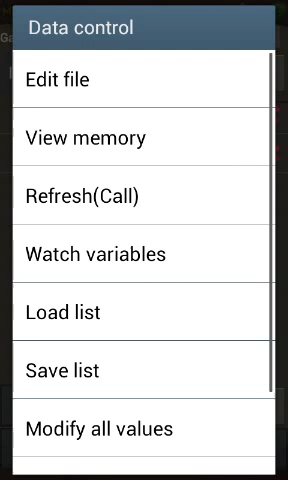 Data control
Edit file
View memory
Refresh(Call)
Watch variables
Load list
Save list
Modify all values